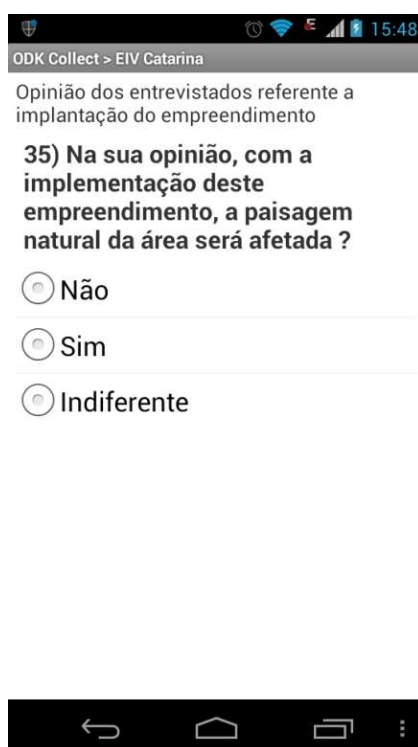 E
15:48
ODK Collect > EIV Catarina
Opinião dos entrevistados referente a
implantação do empreendimento
35) Na sua opinião, com a
implementação deste
empreendimento, a paisagem
natural da área será afetada ?
Não
Sim
Indiferente